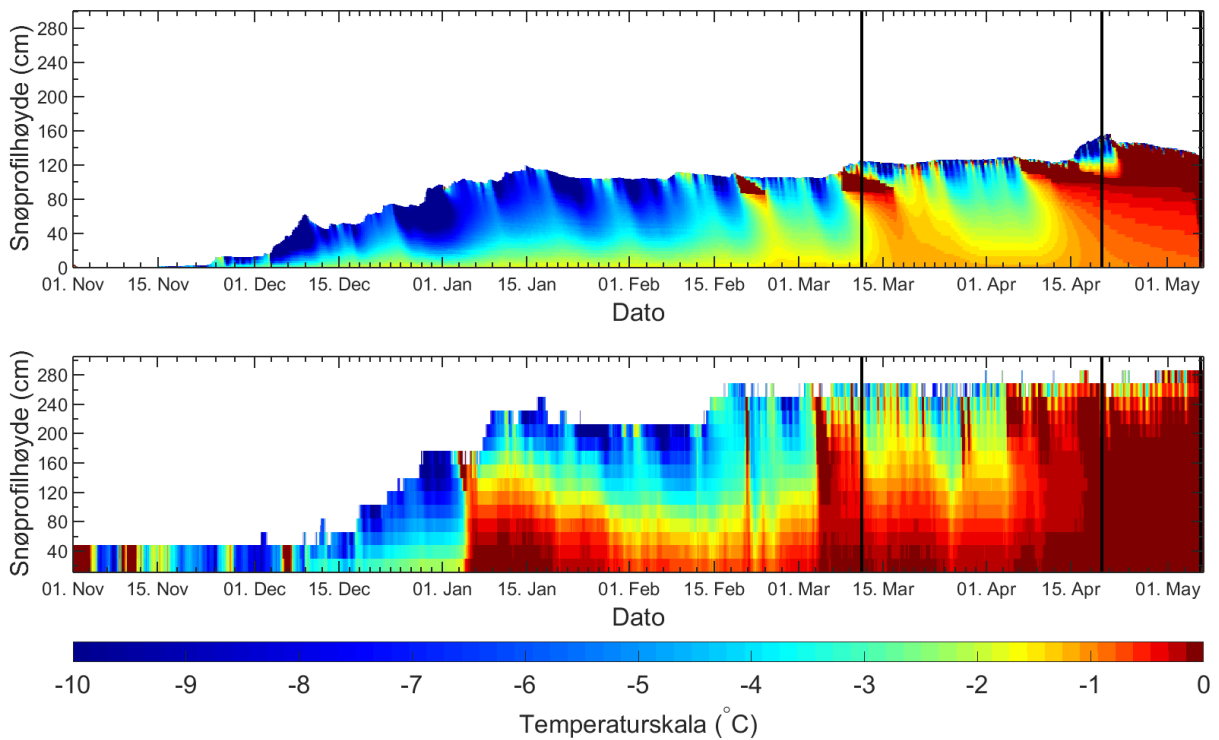 280
240
200
160
120
80
40
0
Snøprofilhøyde (cm)
01. Nov 15. Nov 01. Dec 15. Dec 01. Jan 15. Jan 01. Feb 15. Feb 01. Mar 15. Mar 01. Apr 15. Apr 01. May
Dato
280
240
200
160
120
80
40
Snøprofilhøyde (cm)
01. Nov 15. Nov 01. Dec 15. Dec 01. Jan 15. Jan 01. Feb 15. Feb 01. Mar 15. Mar 01. Apr 15. Apr 01. May
Dato
-10 -9 -8 -7 -6 -5 -4 -3 -2 -1 0
Temperaturskala (°C)